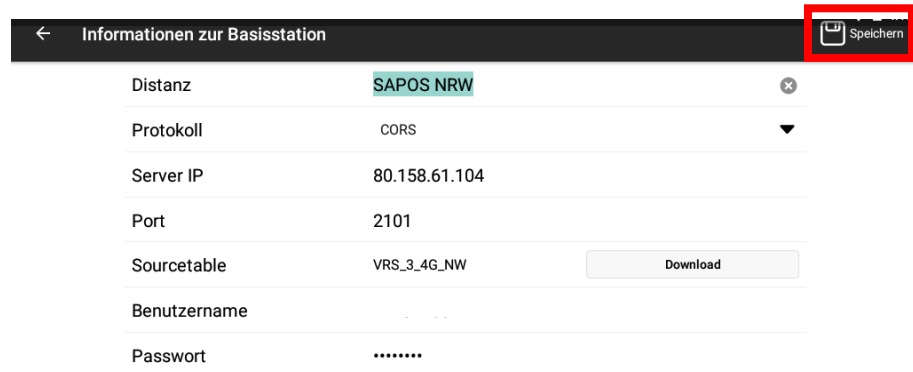 Informationen zur Basisstation Speichern
Distanz SAPOS NRW
Protokoll CORS
Server IP 80.158.61.104
Port 2101
Sourcetable VRS_3_4G_NW Download
Benutzername
Passwort ••••••••